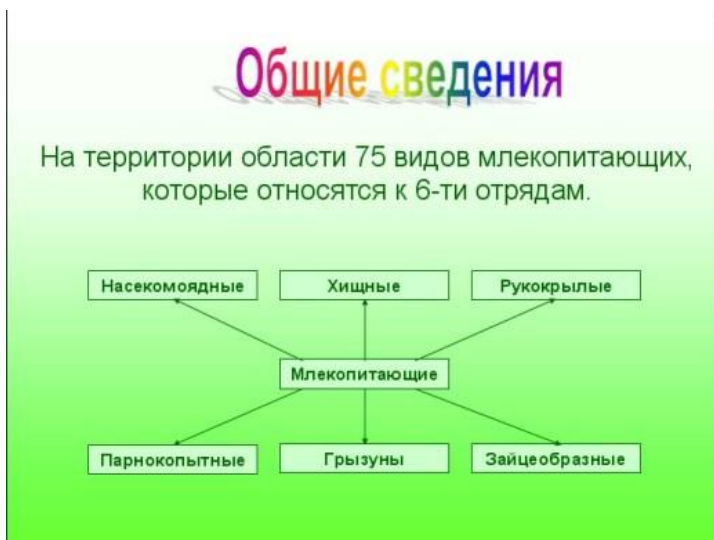 Общие сведения
На территории области 75 видов млекопитающих,
которые относятся к 6-ти отрядам.
Насекомоядные Хищные Рукокрылые
Млекопитающие
Парнокопытные Грызуны Зайцеобразные